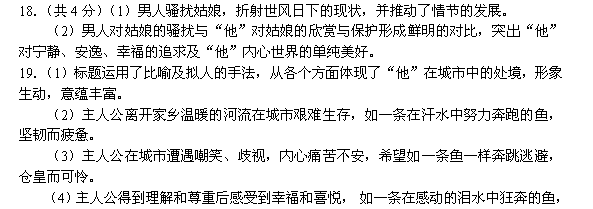 18.（共4分）（1）男人骚扰姑娘，折射世风日下的现状，并推动了情节的发展。
（2）男人对姑娘的骚扰与“他”对姑娘的欣赏与保护形成鲜明的对比，突出“他”
对宁静、安逸、幸福的追求及“他”内心世界的单纯美好。
19.（1）标题运用了比喻及拟人的手法，从各个方面体现了“他”在城市中的处境，形象
生动，意蕴丰富。
（2）主人公离开家乡温暖的河流在城市艰难生存，如一条在汗水中努力奔跑的鱼，
坚韧而疲惫。
（3）主人公在城市遭遇嘲笑、歧视，内心痛苦不安，希望如一条鱼一样奔跳逃避，
仓皇而可怜。
（4）主人公得到理解和尊重后感受到幸福和喜悦， 如一条在感动的泪水中狂奔的鱼，